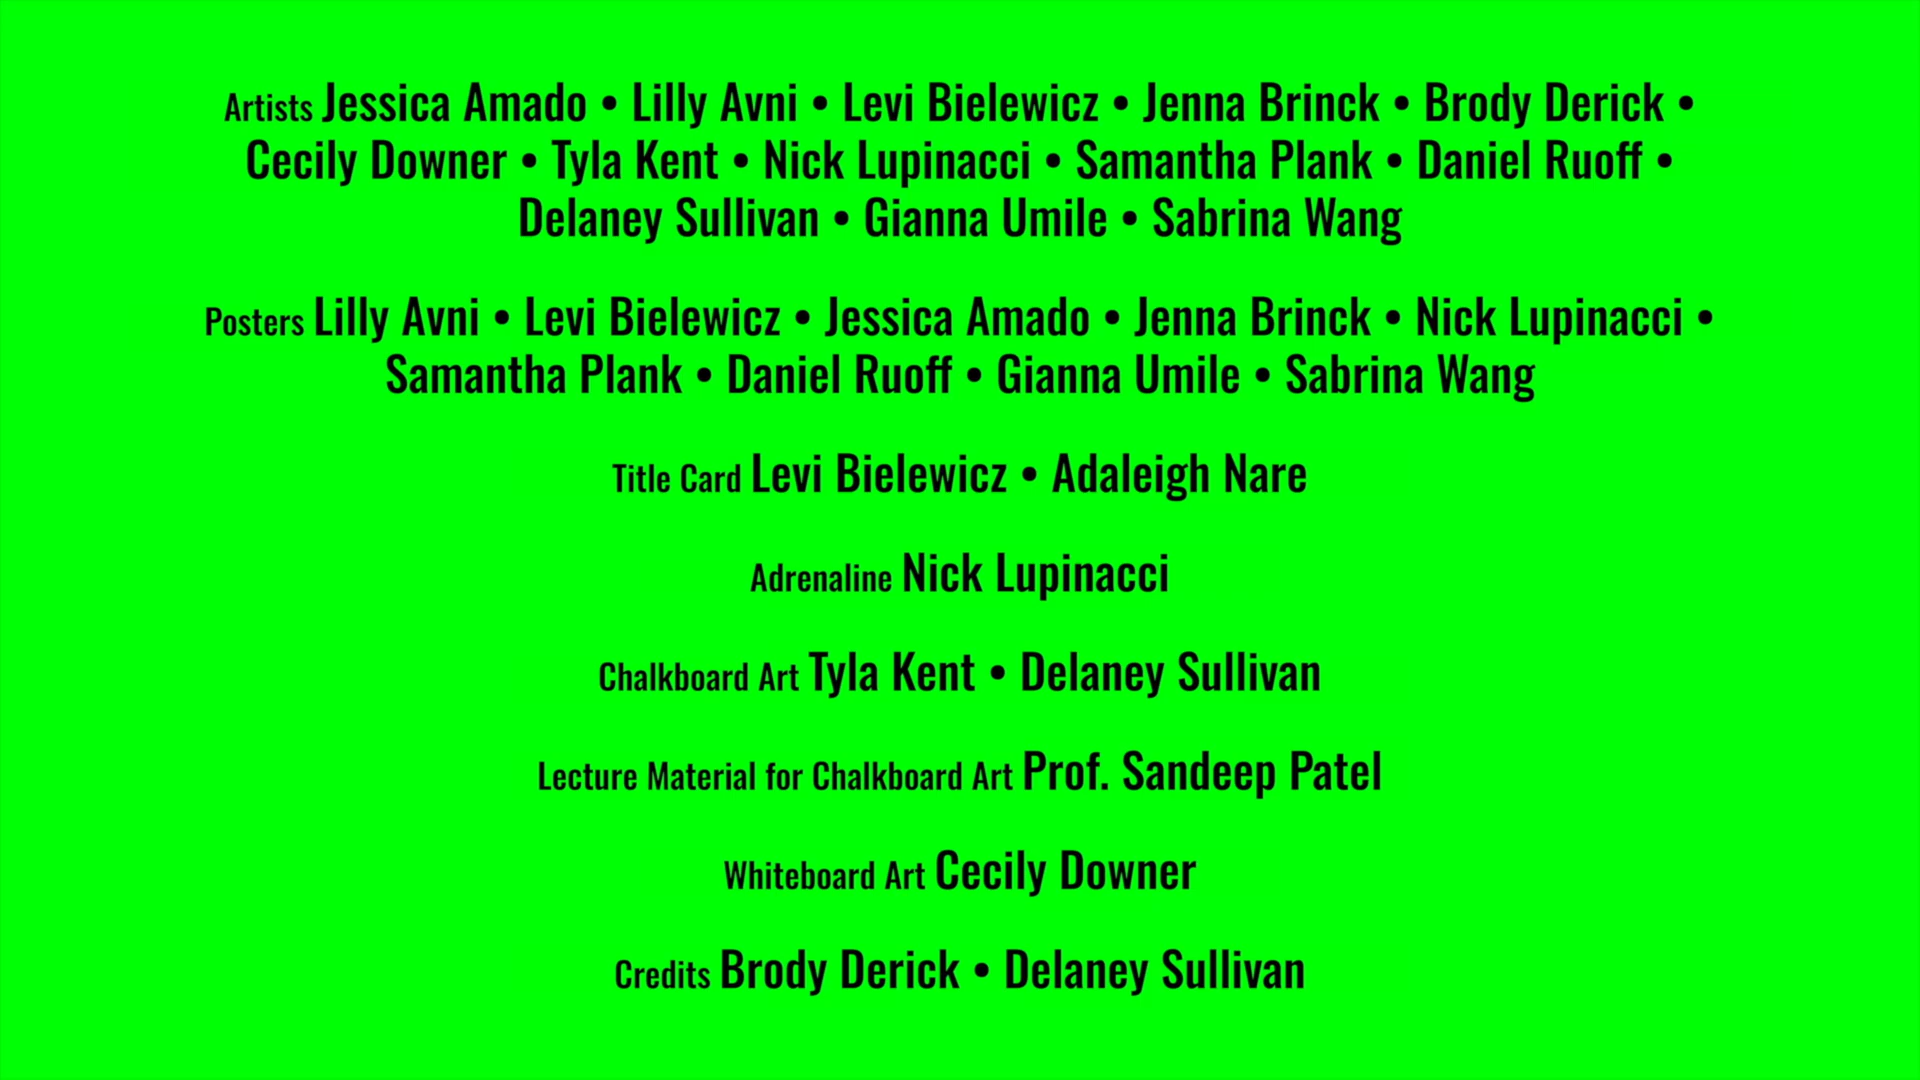 Artists Jessica Amado • Lilly Avni • Levi Bielewicz • Jenna Brinck • Brody Derick •
Cecily Downer • Tyla Kent • Nick Lupinacci • Samantha Plank • Daniel Ruoff •
Delaney Sullivan • Gianna Umile • Sabrina Wang
Posters Lilly Avni • Levi Bielewicz • Jessica Amado • Jenna Brinck • Nick Lupinacci •
Samantha Plank • Daniel Ruoff • Gianna Umile • Sabrina Wang
Title Card Levi Bielewicz • Adaleigh Nare
Adrenaline Nick Lupinacci
Chalkboard Art Tyla Kent • Delaney Sullivan
Lecture Material for Chalkboard Art Prof. Sandeep Patel
Whiteboard Art Cecily Downer
Credits Brody Derick • Delaney Sullivan